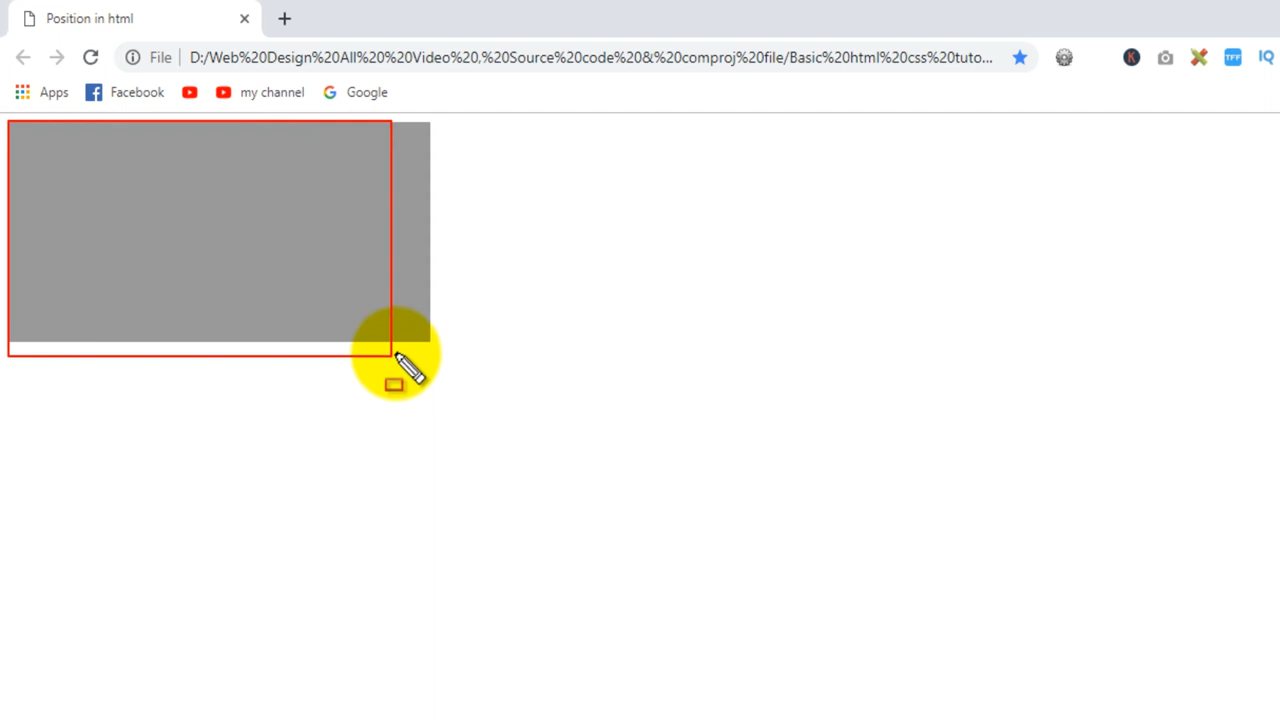 Position in html
File D:/Web%20Design%20All%20%20Video%20,%20Source%20code%20&%20comproj%20file/Basic%20html%20css%20tuto...
K TFF IQ
Apps Facebook my channel Google